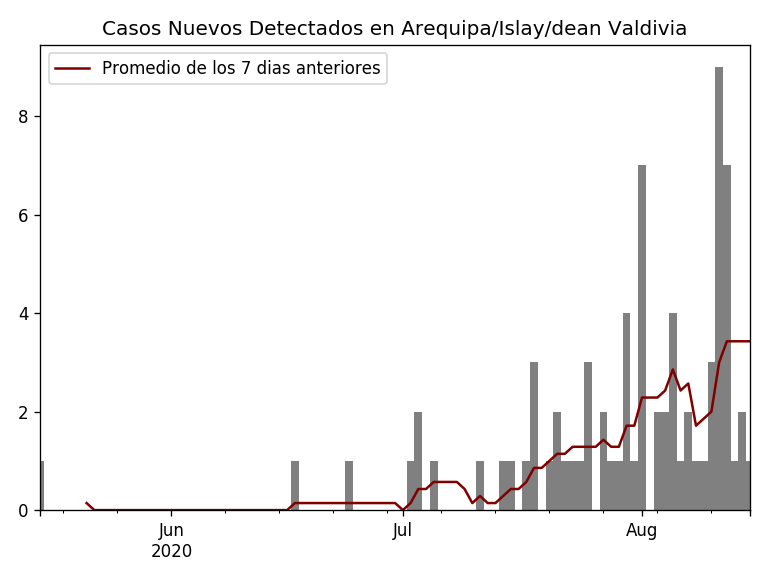 Casos Nuevos Detectados en Arequipa/Islay/dean Valdivia
Promedio de los 7 dias anteriores
8
6
4
2
0
Jun
2020
Jul
Aug